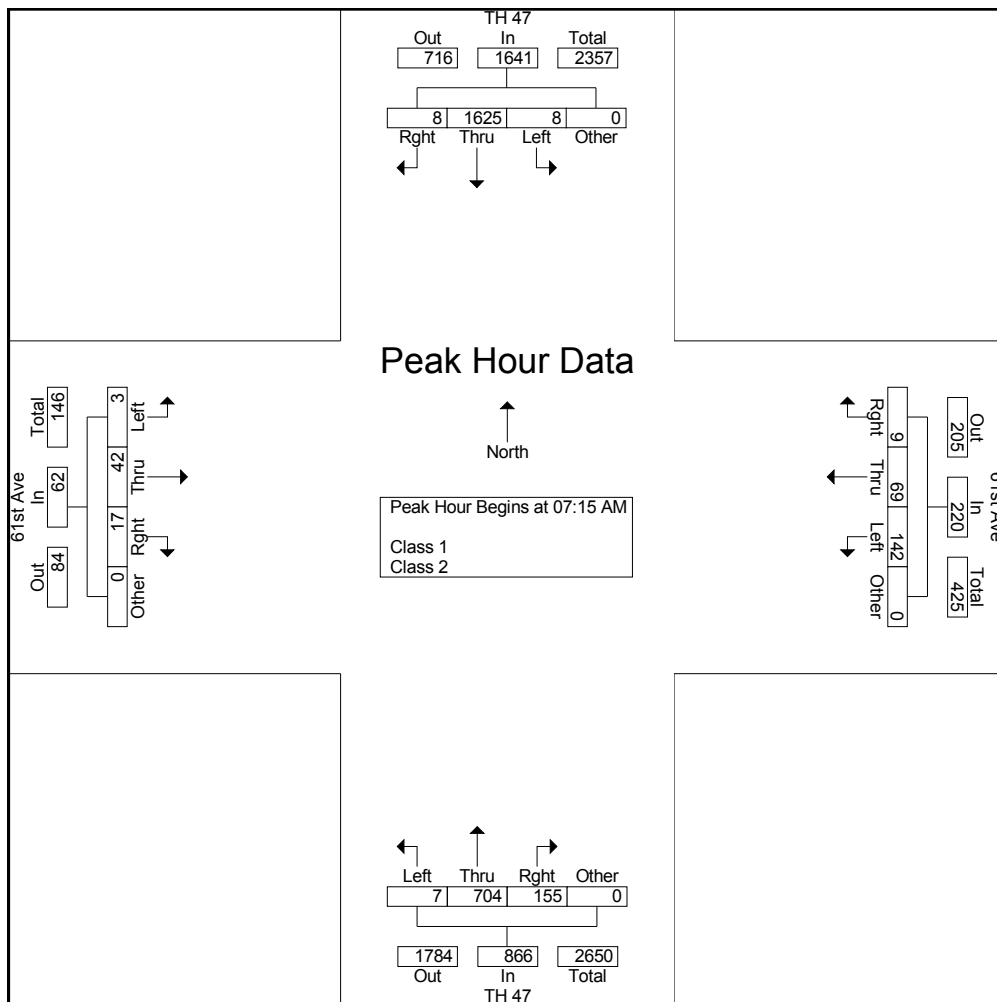 TH 47
Out In Total
716 1641 2357
8 1625 8 0
Rght Thru Left Other
Peak Hour Data
North
Peak Hour Begins at 07:15 AM
Class 1
Class 2
61st Ave
Total In Out
146 62 84
3 42 17 0
Left Thru Rght Other
Rght Thru Left Other
9 69 142 0
Out In Total
205 220 425
61st Ave
Left Thru Rght Other
7 704 155 0
1784 866 2650
Out In Total
TH 47